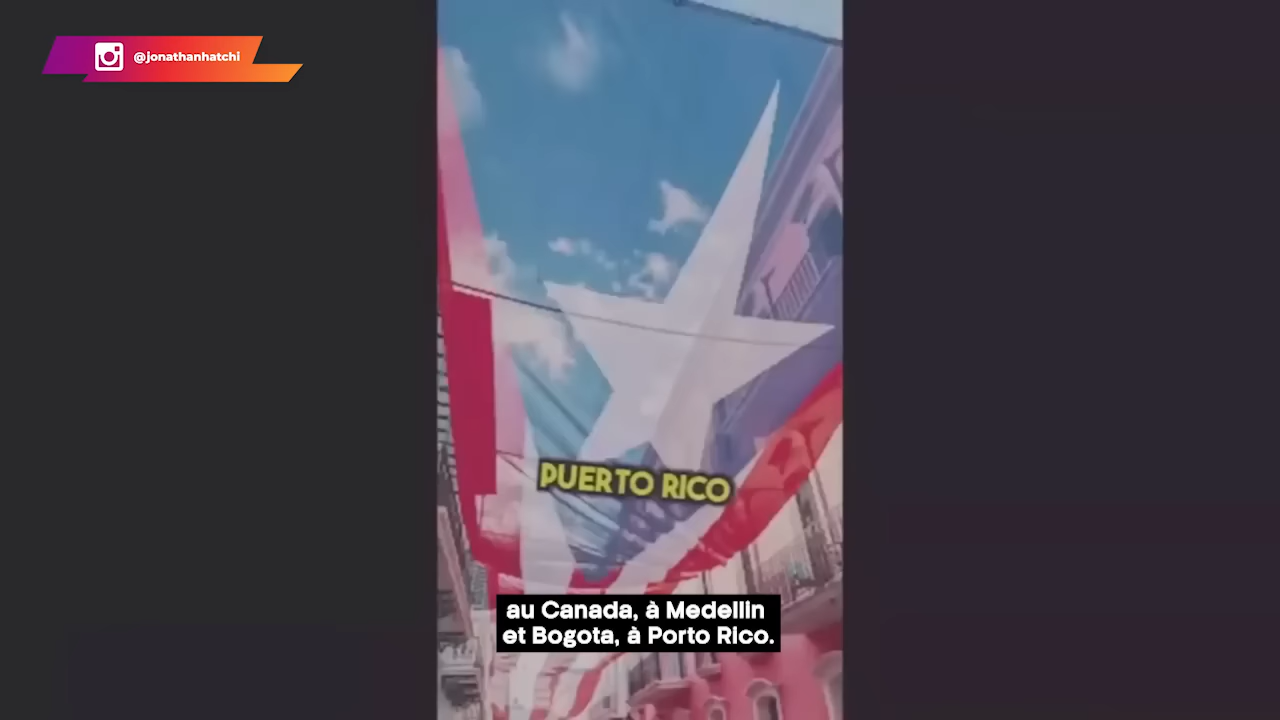 @jonathanhatchi
PUERTO RICO
au Canada, à Medellin
et Bogota, à Porto Rico.